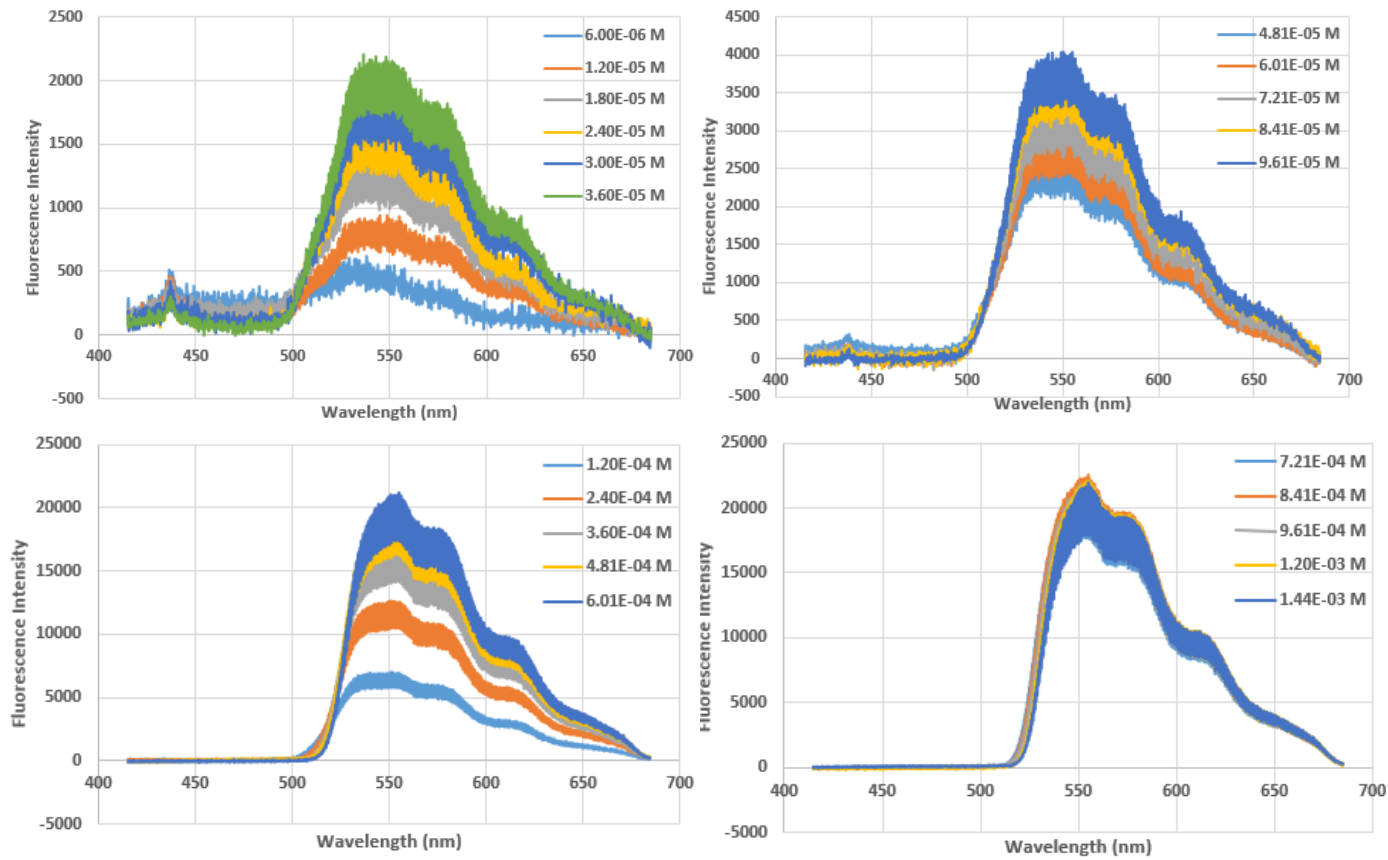 2500
2000
1500
1000
500
0
-500
400
450
500
550
600
650
700
Fluorescence Intensity
Wavelength (nm)
6.00E-06 M
1.20E-05 M
1.80E-05 M
2.40E-05 M
3.00E-05 M
3.60E-05 M
4500
4000
3500
3000
2500
2000
1500
1000
500
0
-500
400
450
500
550
600
650
700
Fluorescence Intensity
Wavelength (nm)
4.81E-05 M
6.01E-05 M
7.21E-05 M
8.41E-05 M
9.61E-05 M
25000
20000
15000
10000
5000
0
-5000
400
450
500
550
600
650
700
Fluorescence Intensity
Wavelength (nm)
1.20E-04 M
2.40E-04 M
3.60E-04 M
4.81E-04 M
6.01E-04 M
25000
20000
15000
10000
5000
0
-5000
400
450
500
550
600
650
700
Fluorescence Intensity
Wavelength (nm)
7.21E-04 M
8.41E-04 M
9.61E-04 M
1.20E-03 M
1.44E-03 M